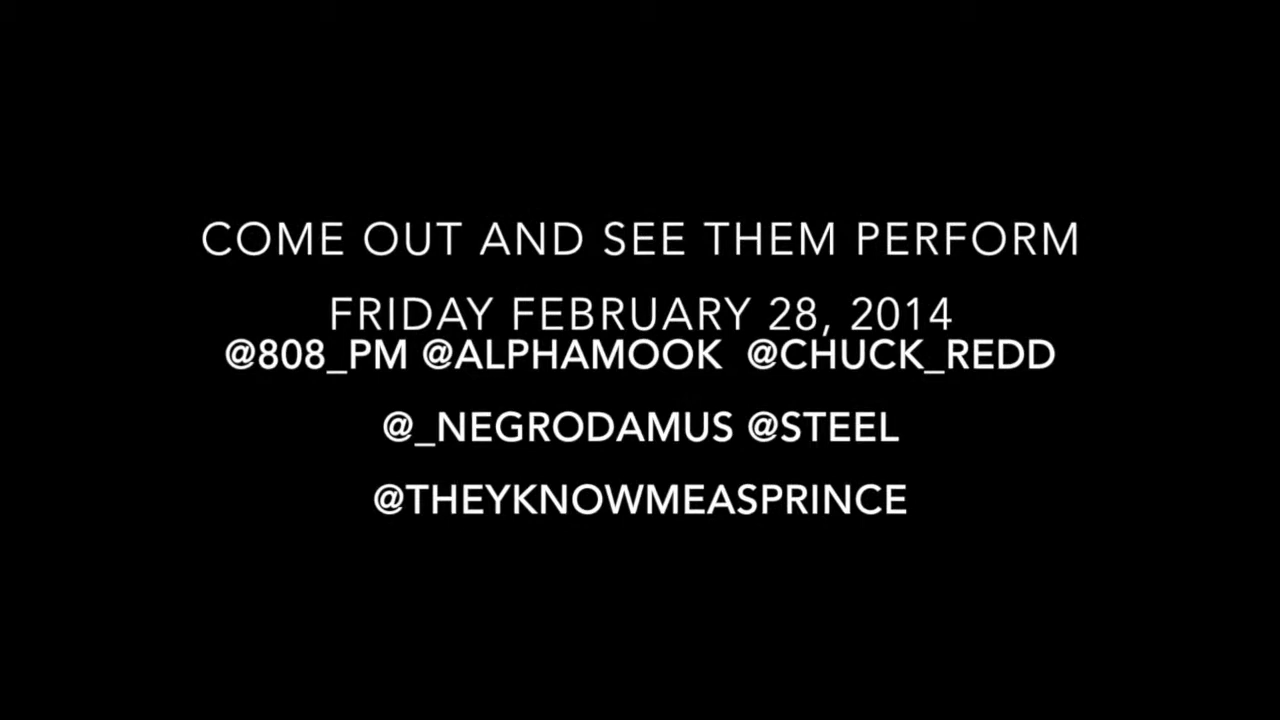 COME OUT AND SEE THEM PERFORM
FRIDAY FEBRUARY 28, 2014
@808_PM @ALPHAMOOK @CHUCK_REDD
@_NEGRODAMUS @STEEL
@THEYKNOWMEASPRINCE